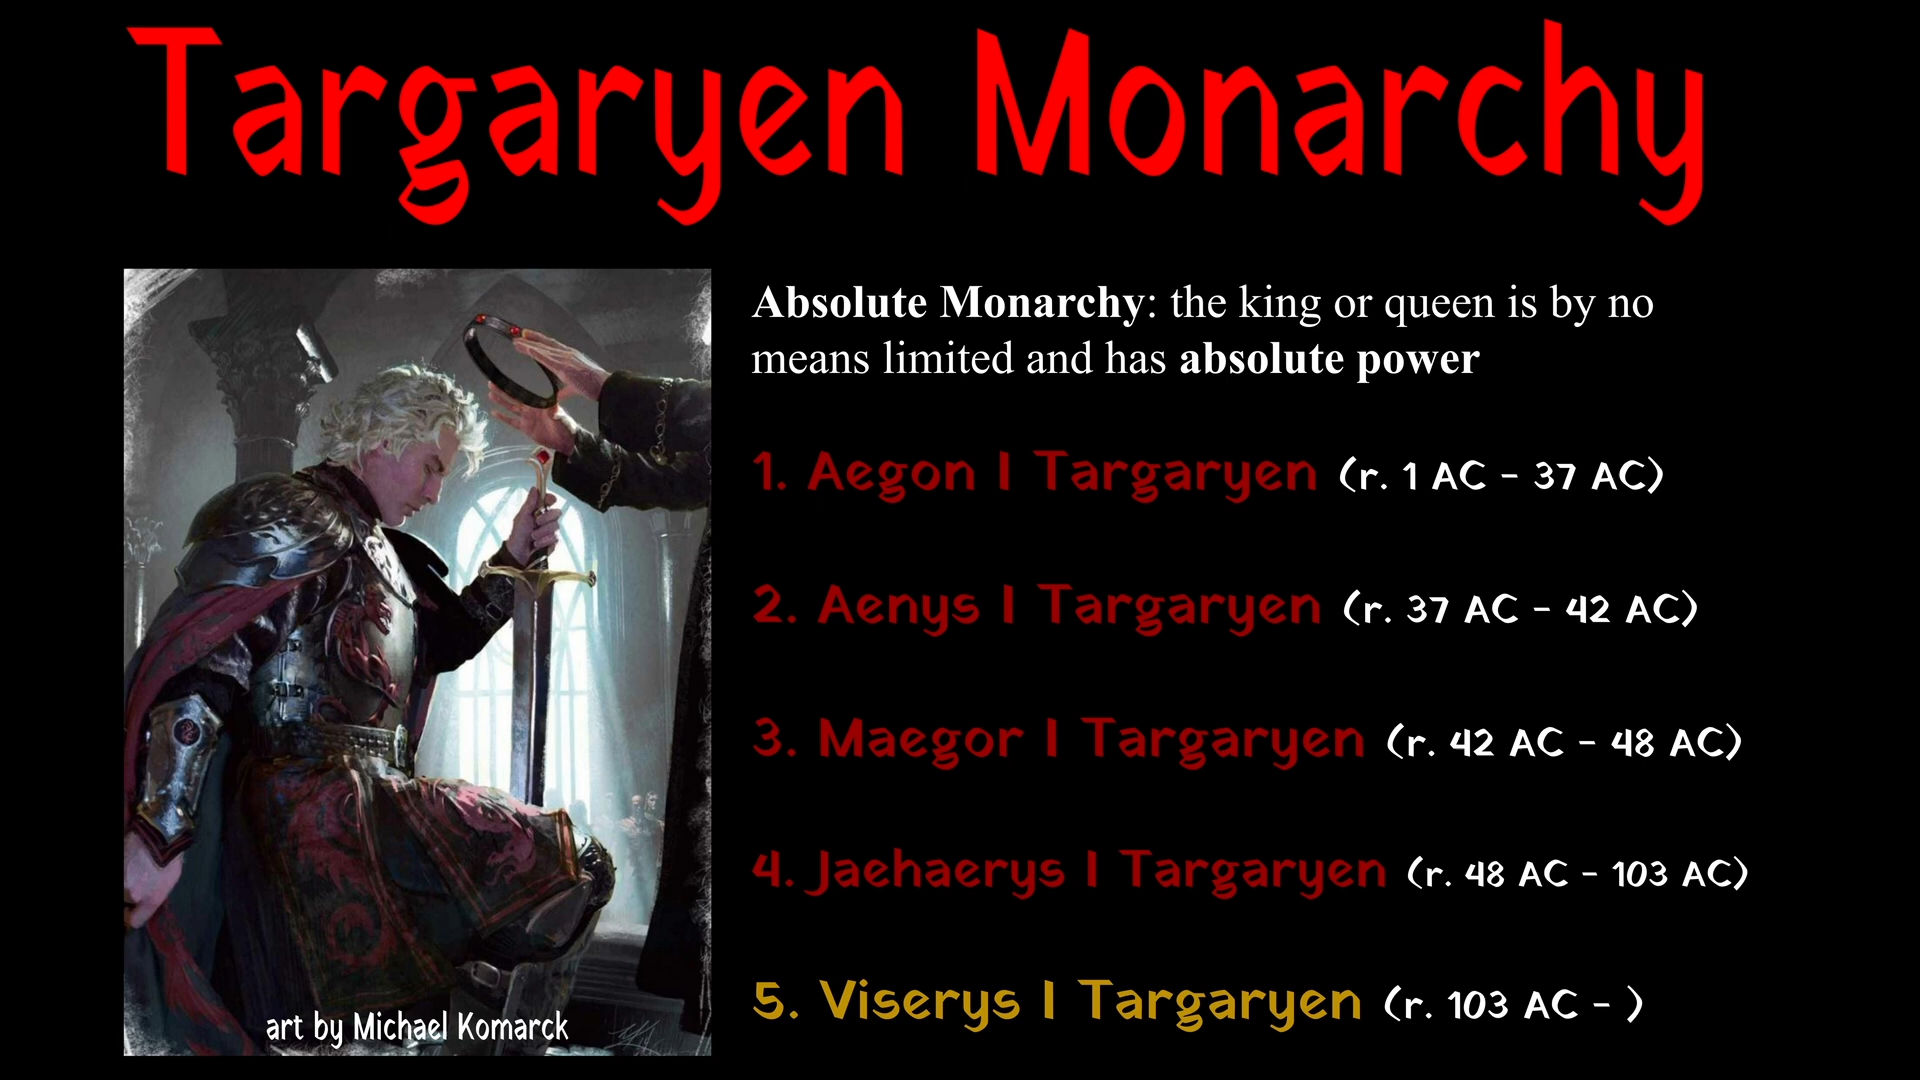 Targaryen Monarchy
Absolute Monarchy: the king or queen is by no
means limited and has absolute power
1. Aegon I Targaryen (r. 1 AC - 37 AC)
2. Aenys I Targaryen (r. 37 AC - 42 AC)
3. Maegor I Targaryen (r. 42 AC - 48 AC)
4. Jaehaerys I Targaryen (r. 48 AC - 103 AC)
5. Viserys I Targaryen (r. 103 AC - )
art by Michael Komarck